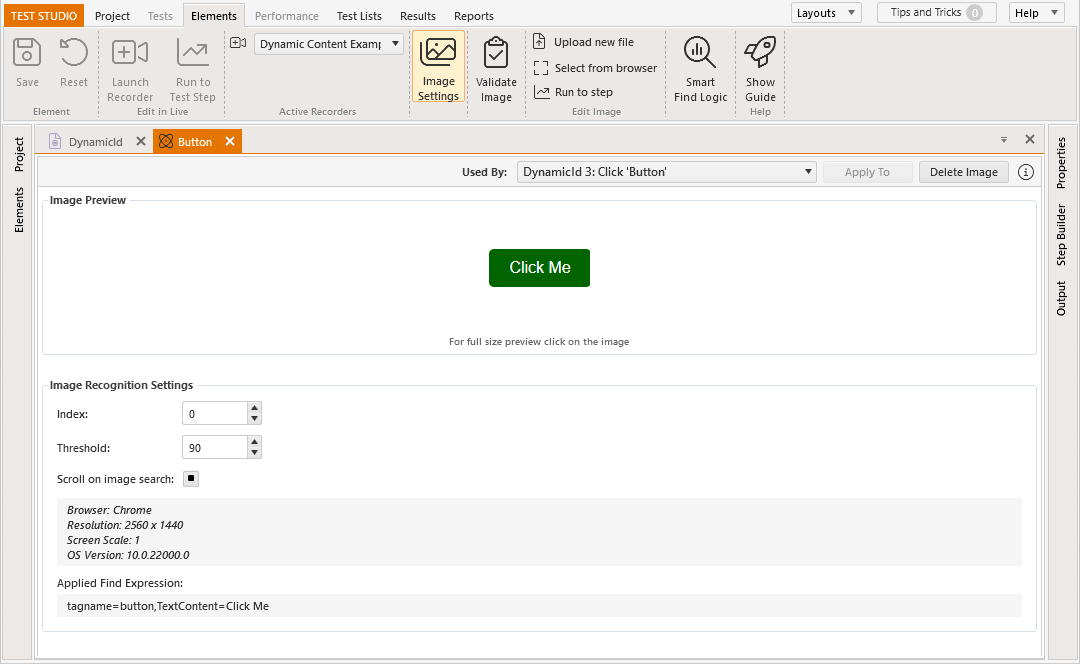 TEST STUDIO Project Tests Elements Performance Test Lists Results Reports Layouts Tips and Tricks 0 Help
Save Reset
Element
Launch Recorder Run to Test Step
Edit in Live
Dynamic Content Examp
Active Recorders
Image Settings
Validate Image
Upload new file
Select from browser
Run to step
Edit Image
Smart Find Logic
Show Guide
Help
Project
Elements
DynamicId Button
Used By: DynamicId 3: Click 'Button' Apply To Delete Image
Image Preview
Click Me
For full size preview click on the image
Image Recognition Settings
Index: 0
Threshold: 90
Scroll on image search:
Browser: Chrome
Resolution: 2560 x 1440
Screen Scale: 1
OS Version: 10.0.22000.0
Applied Find Expression:
tagname=button,TextContent=Click Me
Properties
Step Builder
Output